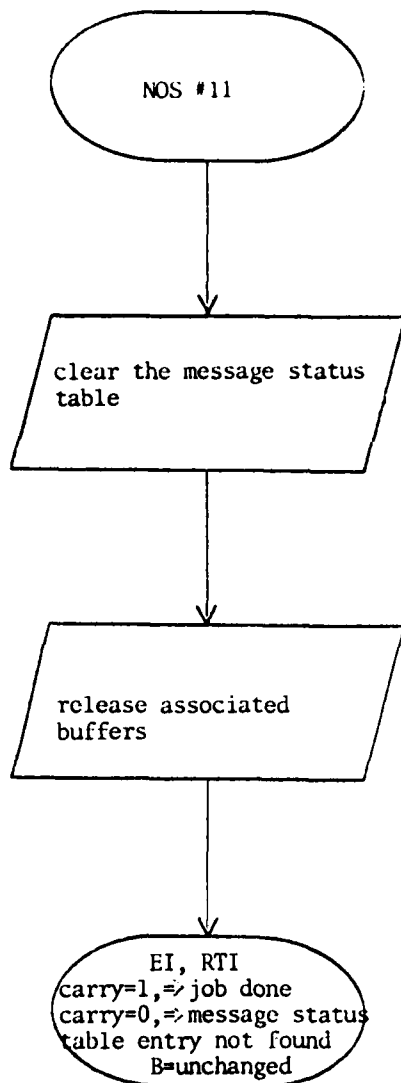 NOS #11
clear the message status
table
release associated
buffers
EI, RTI
carry=1,=> job done
carry=0,=> message status
table entry not found
B=unchanged